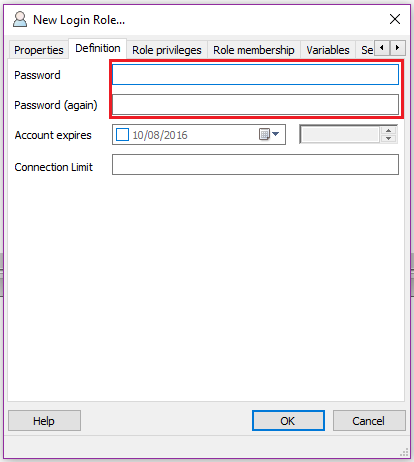 New Login Role...
Properties Definition Role privileges Role membership Variables Se
Password
Password (again)
Account expires 10/08/2016
Connection Limit
Help OK Cancel